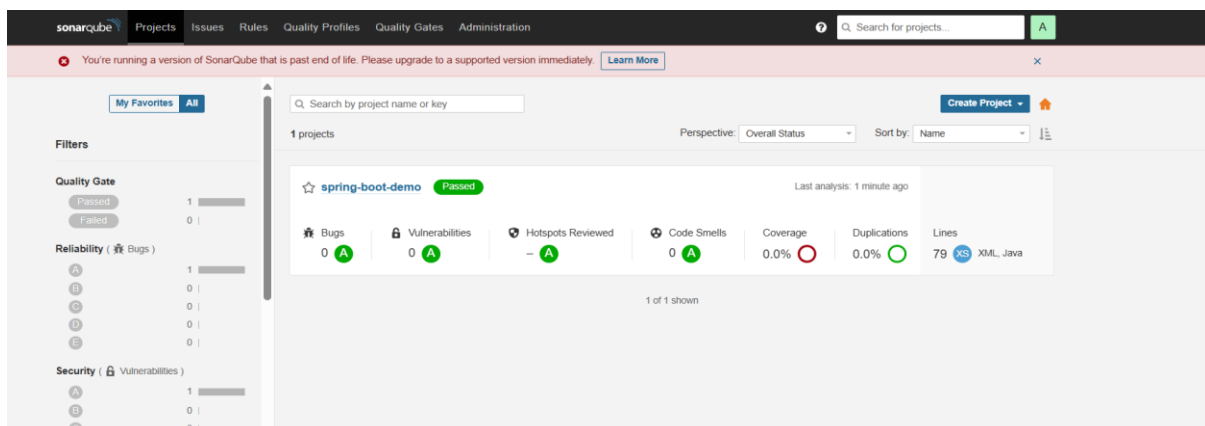 sonarqube Projects Issues Rules Quality Profiles Quality Gates Administration ? Search for projects... A
You're running a version of SonarQube that is past end of life. Please upgrade to a supported version immediately. Learn More
My Favorites All
Search by project name or key
Create Project
1 projects
Perspective: Overall Status
Sort by: Name
Filters
Quality Gate
Passed 1
Failed 0
Reliability ( Bugs )
A 1
B 0
C 0
D 0
E 0
Security ( Vulnerabilities )
A 1
B 0
spring-boot-demo Passed
Last analysis: 1 minute ago
Bugs Vulnerabilities Hotspots Reviewed Code Smells Coverage Duplications Lines
0 A 0 A – A 0 A 0.0% 0.0% 79 XS XML, Java
1 of 1 shown